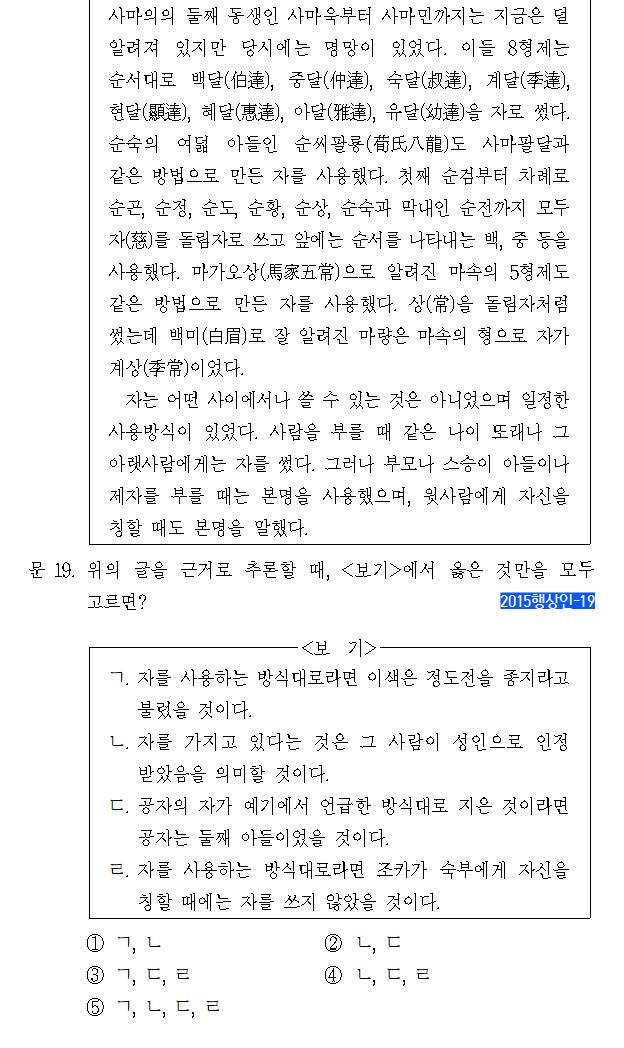 사마의의 둘째 동생인 사마욱부터 사마민까지는 지금은 덜
알려져 있지만 당시에는 명망이 있었다. 이들 8형제는
순서대로 백달(伯達), 중달(仲達), 숙달(叔達), 계달(季達),
현달(顯達), 혜달(惠達), 아달(雅達), 유달(幼達)을 자로 썼다.
순숙의 여덟 아들인 순씨팔룡(荀氏八龍)도 사마팔달과
같은 방법으로 만든 자를 사용했다. 첫째 순검부터 차례로
순곤, 순정, 순도, 순황, 순상, 순숙과 막내인 순전까지 모두
자(慈)를 돌림자로 쓰고 앞에는 순서를 나타내는 백, 중 등을
사용했다. 마가오상(馬家五常)으로 알려진 마속의 5형제도
같은 방법으로 만든 자를 사용했다. 상(常)을 돌림자처럼
썼는데 백미(白眉)로 잘 알려진 마량은 마속의 형으로 자가
계상(季常)이었다.
자는 어떤 사이에서나 쓸 수 있는 것은 아니었으며 일정한
사용방식이 있었다. 사람을 부를 때 같은 나이 또래나 그
아랫사람에게는 자를 썼다. 그러나 부모나 스승이 아들이나
제자를 부를 때는 본명을 사용했으며, 윗사람에게 자신을
칭할 때도 본명을 말했다.
문 19. 위의 글을 근거로 추론할 때, <보기>에서 옳은 것만을 모두
고르면? 2015행상인-19
<보 기>
ㄱ. 자를 사용하는 방식대로라면 이색은 정도전을 종지라고
불렀을 것이다.
ㄴ. 자를 가지고 있다는 것은 그 사람이 성인으로 인정
받았음을 의미할 것이다.
ㄷ. 공자의 자가 예기에서 언급한 방식대로 지은 것이라면
공자는 둘째 아들이었을 것이다.
ㄹ. 자를 사용하는 방식대로라면 조카가 숙부에게 자신을
칭할 때에는 자를 쓰지 않았을 것이다.
① ㄱ, ㄴ ② ㄴ, ㄷ
③ ㄱ, ㄷ, ㄹ ④ ㄴ, ㄷ, ㄹ
⑤ ㄱ, ㄴ, ㄷ, ㄹ